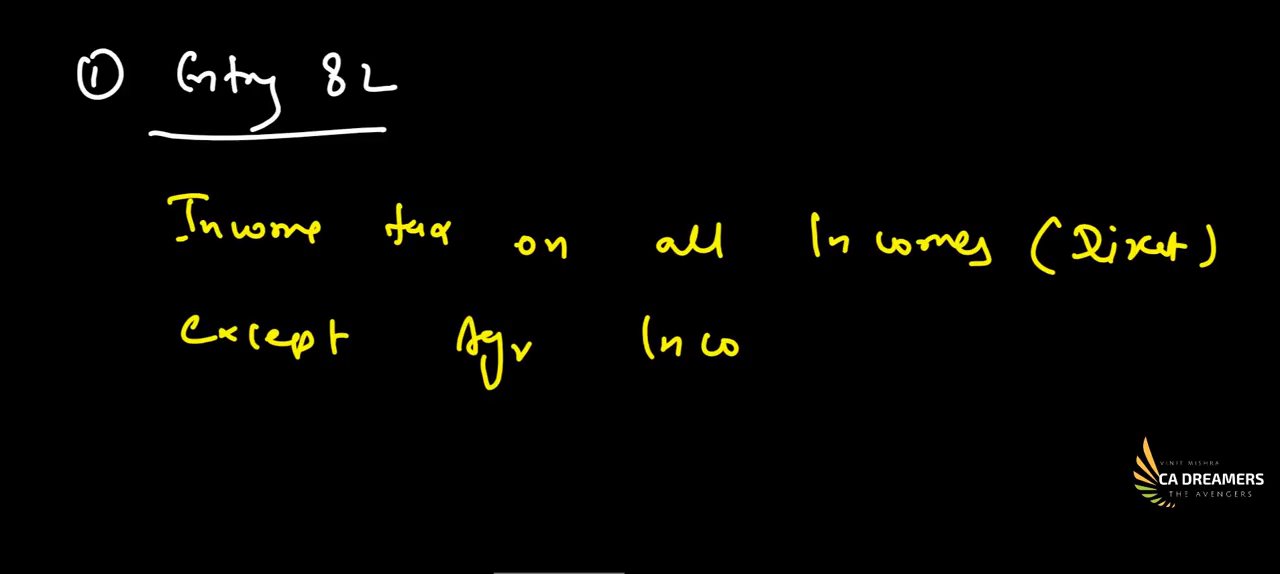 ① Entry 82
Income tax on all Incomes (Direct)
Except Agr Inco
VINIT MISHRA
CA DREAMERS
THE AVENGERS